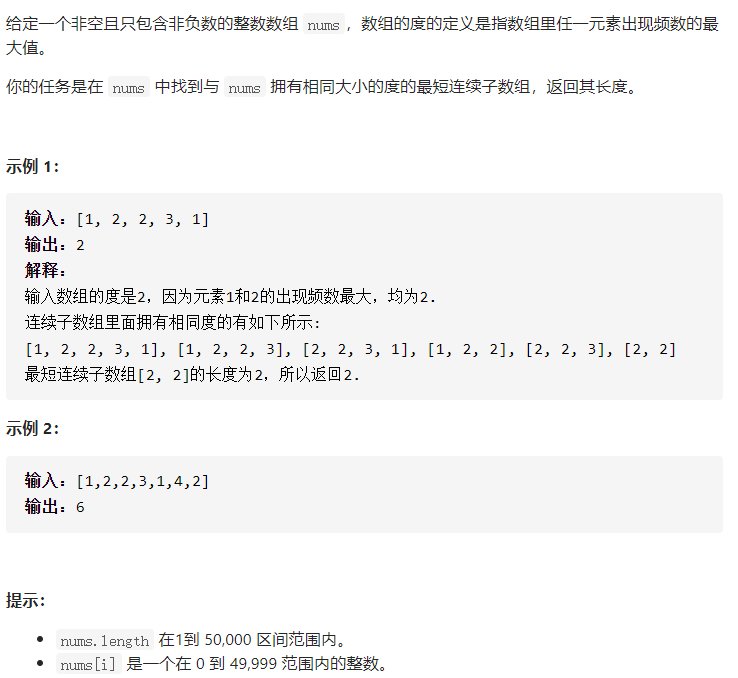 给定一个非空且只包含非负数的整数数组 nums，数组的度的定义是指数组里任一元素出现频数的最
大值。
你的任务是在 nums 中找到与 nums 拥有相同大小的度的最短连续子数组，返回其长度。
示例 1：
输入：[1, 2, 2, 3, 1]
输出：2
解释：
输入数组的度是2，因为元素1和2的出现频数最大，均为2.
连续子数组里面拥有相同度的有如下所示:
[1, 2, 2, 3, 1], [1, 2, 2, 3], [2, 2, 3, 1], [1, 2, 2], [2, 2, 3], [2, 2]
最短连续子数组[2, 2]的长度为2，所以返回2.
示例 2：
输入：[1,2,2,3,1,4,2]
输出：6
提示：
• nums.length 在1到 50,000 区间范围内。
• nums[i] 是一个在 0 到 49,999 范围内的整数。